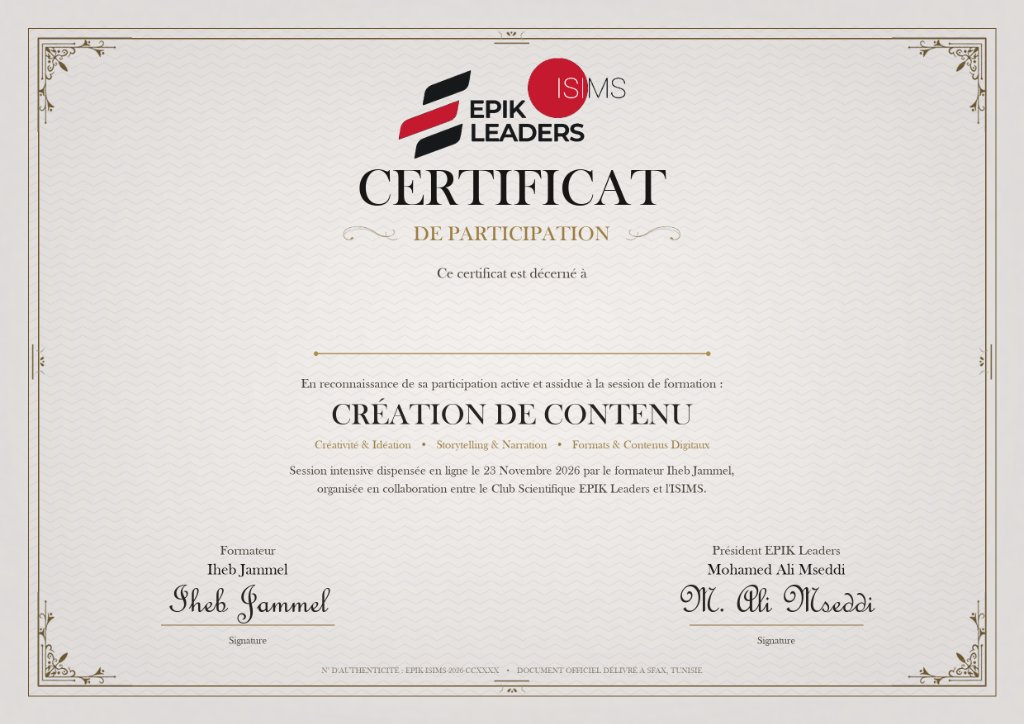 ISIMS
EPIK
LEADERS
CERTIFICAT
DE PARTICIPATION
Ce certificat est décerné à
En reconnaissance de sa participation active et assidue à la session de formation :
CRÉATION DE CONTENU
Créativité & Idéation • Storytelling & Narration • Formats & Contenus Digitaux
Session intensive dispensée en ligne le 23 Novembre 2026 par le formateur Iheb Jammel,
organisée en collaboration entre le Club Scientifique EPIK Leaders et l'ISIMS.
Formateur
Iheb Jammel
Iheb Jammel
Signature
Président EPIK Leaders
Mohamed Ali Mseddi
M. Ali Mseddi
Signature
N° D'AUTHENTICITÉ : EPIK-ISIMS-2026-CCXXXX • DOCUMENT OFFICIEL DÉLIVRÉ À SFAX, TUNISIE